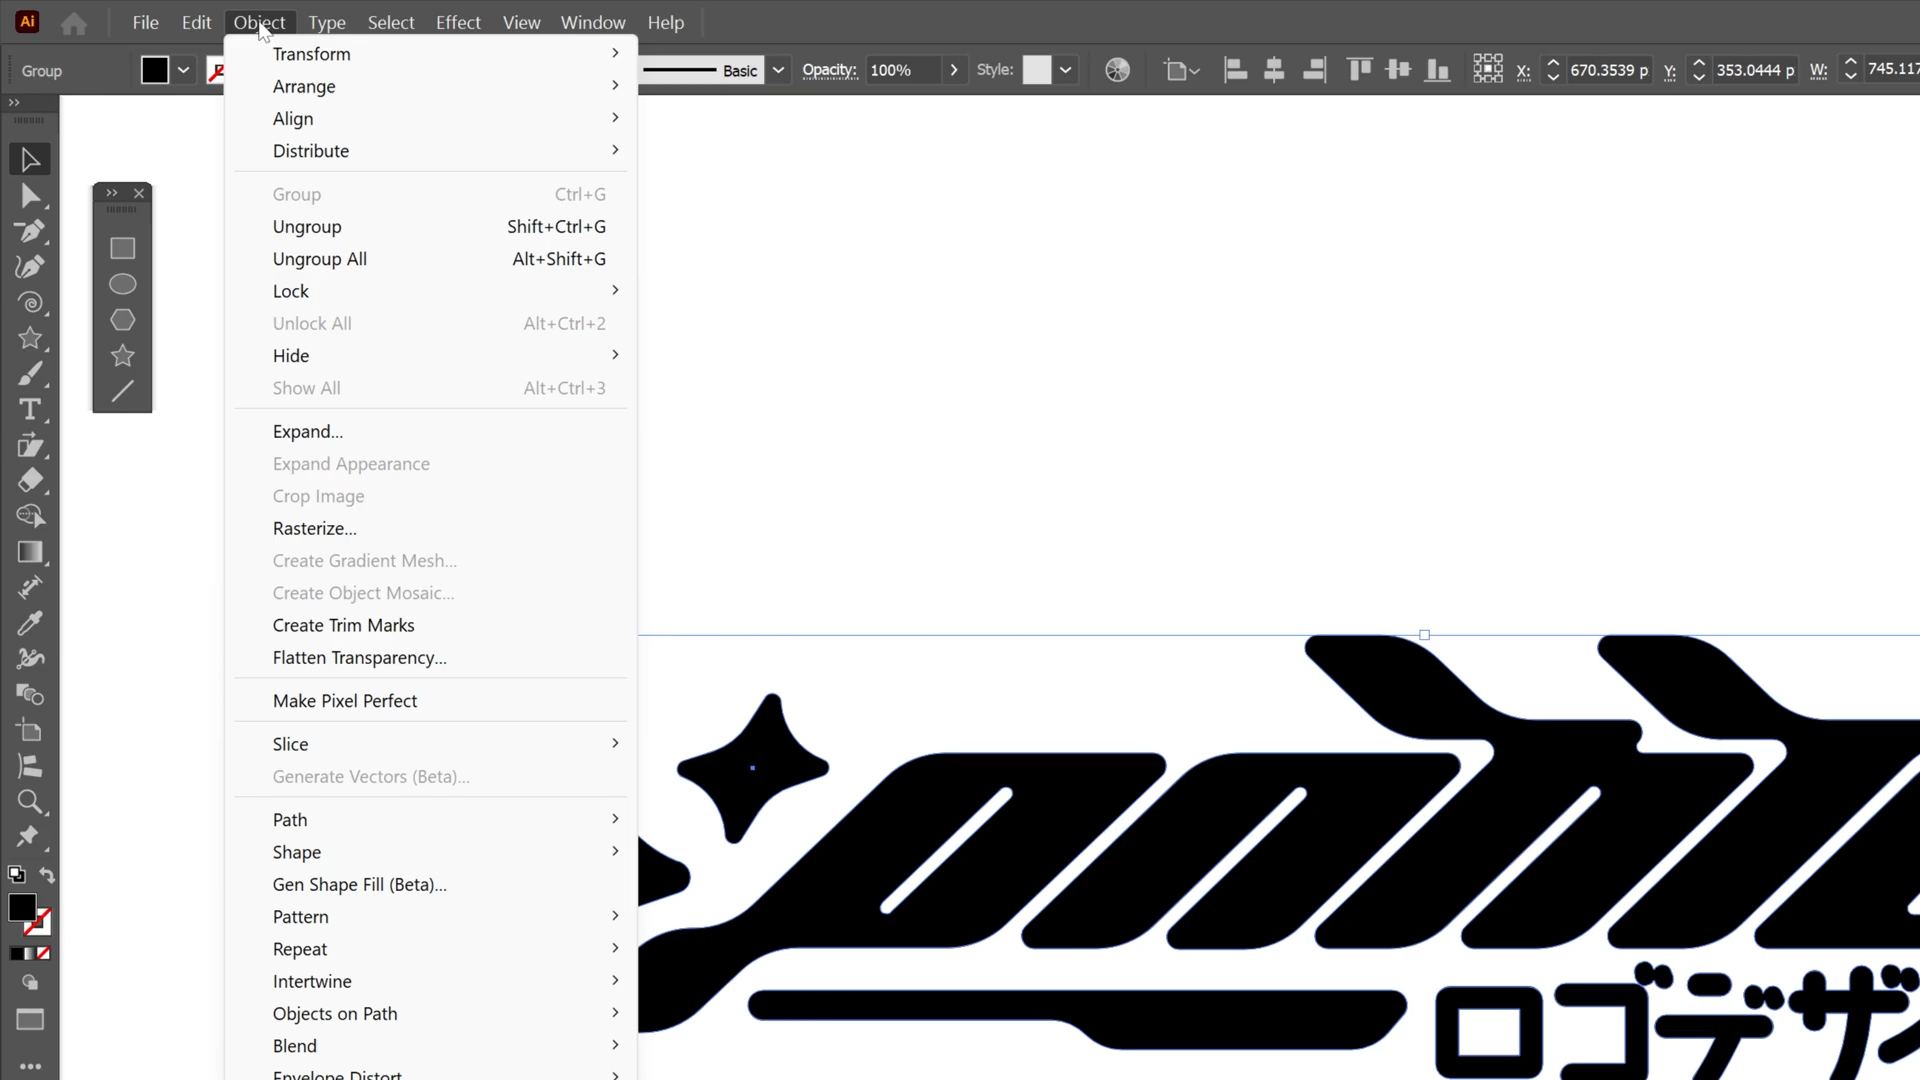 Ai File Edit Object Type Select Effect View Window Help
Group Basic Opacity: 100% Style: X: 670.3539 p Y: 353.0444 p W: 745.117
Transform
Arrange
Align
Distribute
Group Ctrl+G
Ungroup Shift+Ctrl+G
Ungroup All Alt+Shift+G
Lock
Unlock All Alt+Ctrl+2
Hide
Show All Alt+Ctrl+3
Expand...
Expand Appearance
Crop Image
Rasterize...
Create Gradient Mesh...
Create Object Mosaic...
Create Trim Marks
Flatten Transparency...
Make Pixel Perfect
Slice
Generate Vectors (Beta)...
Path
Shape
Gen Shape Fill (Beta)...
Pattern
Repeat
Intertwine
Objects on Path
Blend
Envelope Distort
ロゴデザ